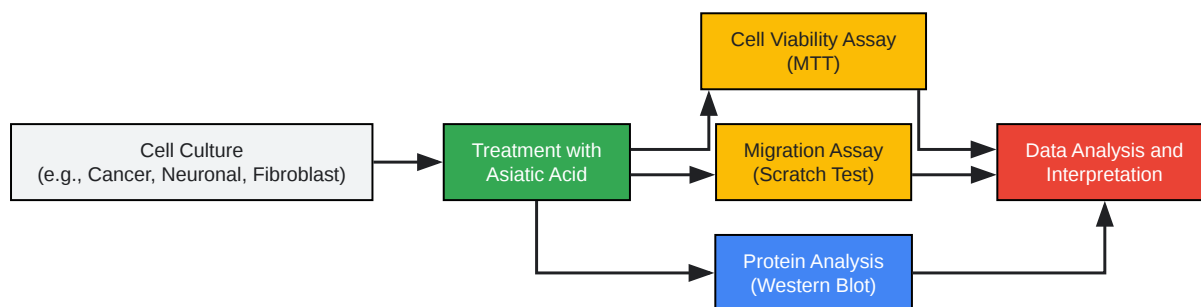 Cell Viability Assay
(MTT)
Cell Culture
(e.g., Cancer, Neuronal, Fibroblast)
Treatment with
Asiatic Acid
Migration Assay
(Scratch Test)
Data Analysis and
Interpretation
Protein Analysis
(Western Blot)